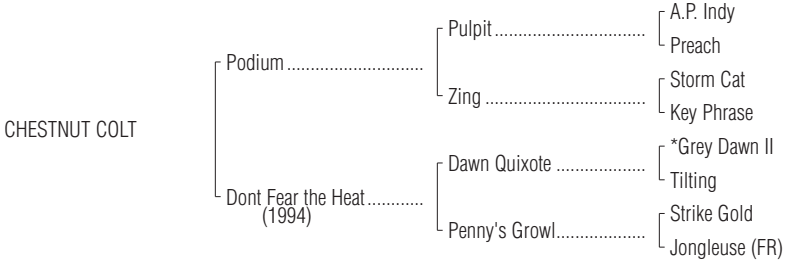 A.P. Indy
Pulpit
Preach
Podium
Storm Cat
Zing
Key Phrase
CHESTNUT COLT
*Grey Dawn II
Dawn Quixote
Tilting
Dont Fear the Heat
(1994)
Strike Gold
Penny's Growl
Jongleuse (FR)